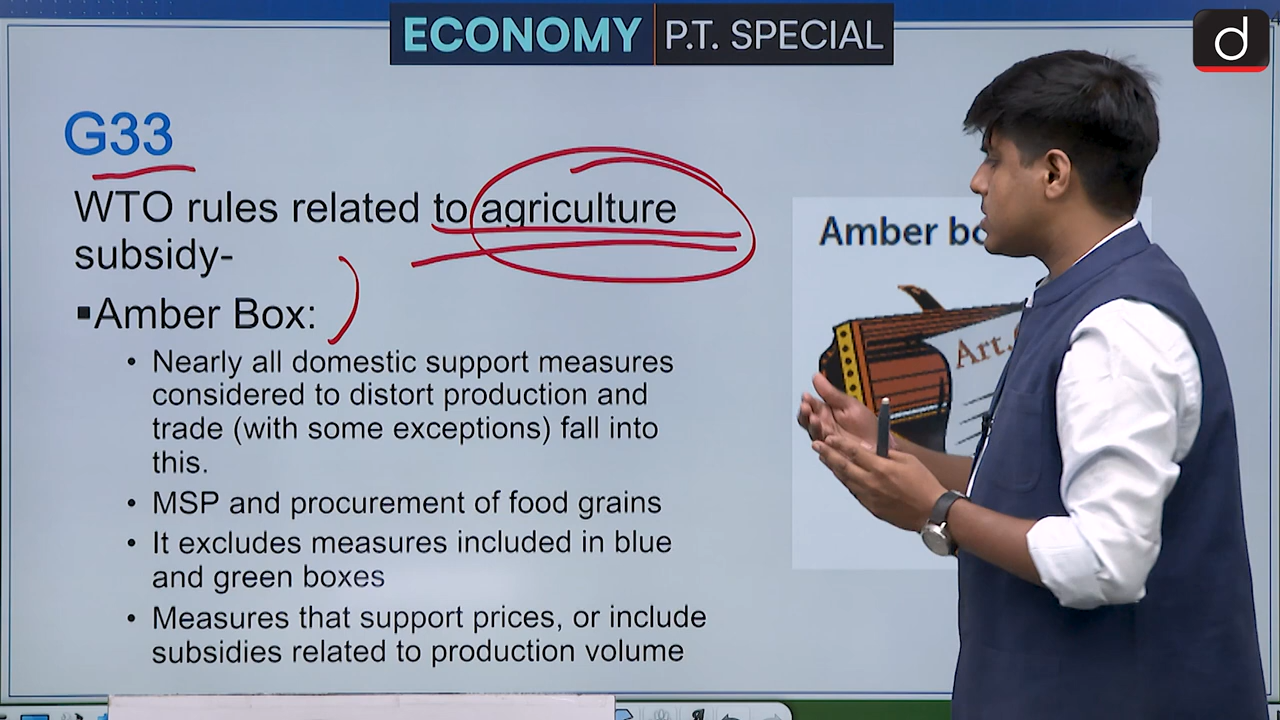 ECONOMY P.T. SPECIAL
d
G33
WTO rules related to agriculture
subsidy-
▪Amber Box:
• Nearly all domestic support measures
considered to distort production and
trade (with some exceptions) fall into
this.
• MSP and procurement of food grains
• It excludes measures included in blue
and green boxes
• Measures that support prices, or include
subsidies related to production volume
Amber bo
Art.